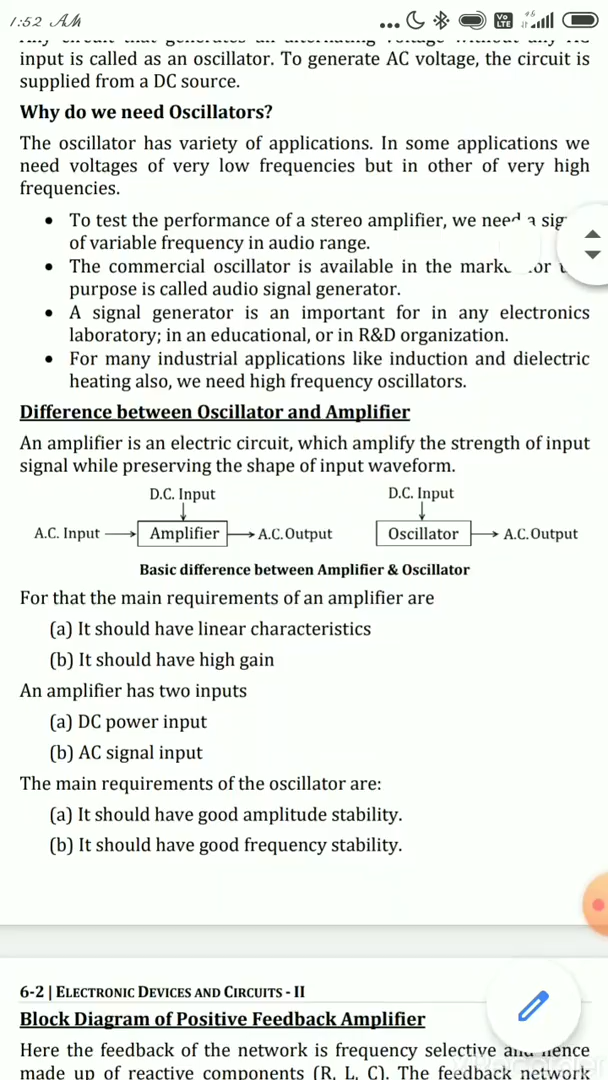 1:52 AM
input is called as an oscillator. To generate AC voltage, the circuit is
supplied from a DC source.
Why do we need Oscillators?
The oscillator has variety of applications. In some applications we
need voltages of very low frequencies but in other of very high
frequencies.
• To test the performance of a stereo amplifier, we need a
of variable frequency in audio range.
• The commercial oscillator is available in the
purpose is called audio signal generator.
• A signal generator is an important for in any electronics
laboratory; in an educational, or in R&D organization.
• For many industrial applications like induction and dielectric
heating also, we need high frequency oscillators.
Difference between Oscillator and Amplifier
An amplifier is an electric circuit, which amplify the strength of input
signal while preserving the shape of input waveform.
D.C. Input D.C. Input
A.C. Input Amplifier A.C. Output Oscillator A.C. Output
Basic difference between Amplifier & Oscillator
For that the main requirements of an amplifier are
(a) It should have linear characteristics
(b) It should have high gain
An amplifier has two inputs
(a) DC power input
(b) AC signal input
The main requirements of the oscillator are:
(a) It should have good amplitude stability.
(b) It should have good frequency stability.
6-2 | ELECTRONIC DEVICES AND CIRCUITS - II
Block Diagram of Positive Feedback Amplifier
Here the feedback of the network is frequency selective and hence
made up of reactive components (R, L, C). The feedback network